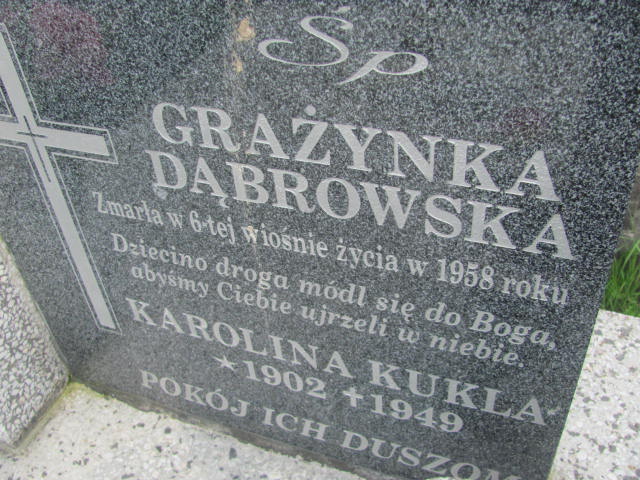 Śp
GRAŻYNKA
DĄBROWSKA
Zmarła w 6-tej wiośnie życia w 1958 roku
Dziecino droga módl się do Boga,
abyśmy Ciebie ujrzeli w niebie.
KAROLINA KUKLA
★1902 ✝1949
POKÓJ ICH DUSZOM